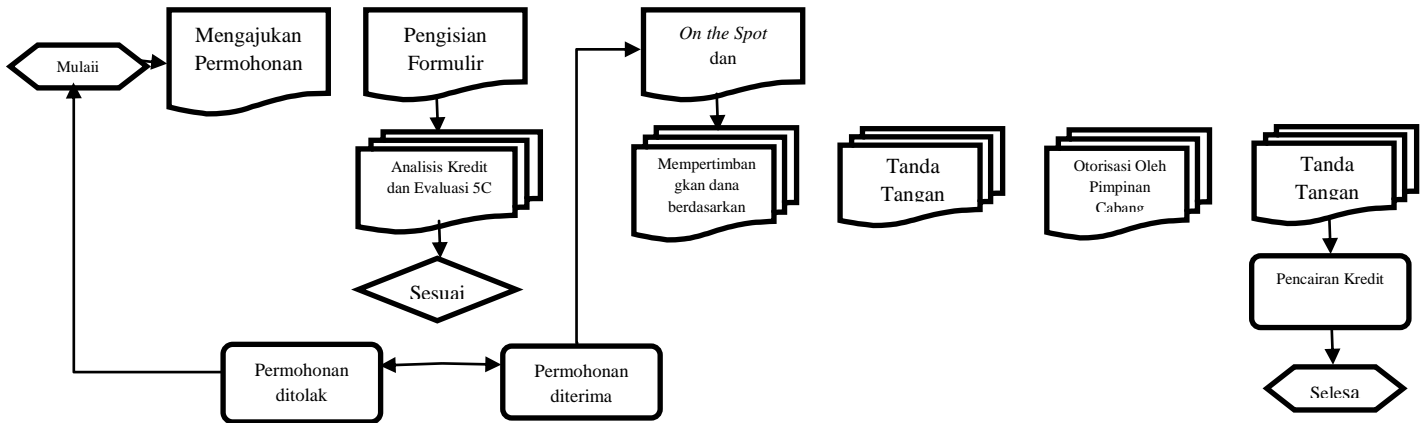 Mulaii
Mengajukan
Permohonan
Pengisian
Formulir
Analisis Kredit
dan Evaluasi 5C
Sesuai
Permohonan
ditolak
Permohonan
diterima
On the Spot
dan
Mempertimban
gkan dana
berdasarkan
Tanda
Tangan
Otorisasi Oleh
Pimpinan
Cabang
Tanda
Tangan
Pencairan Kredit
Selesa